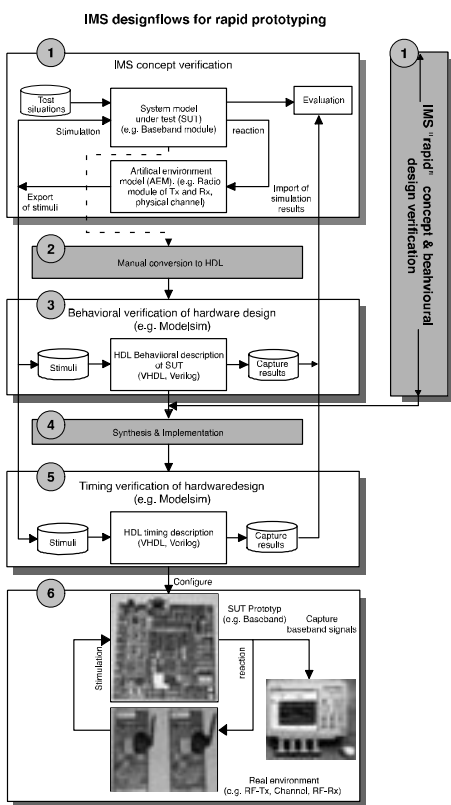 IMS designflows for rapid prototyping
1
IMS concept verification
Test
situations
System model
under test (SUT)
(e.g. Baseband module)
Evaluation
Stimulation
reaction
Artifical environment
model (AEM). (e.g. Radio
module of Tx and Rx,
physical channel)
Export
of stimuli
Import of
simulation
results
1
IMS "rapid" concept & beahvioural
design verification
2
Manual conversion to HDL
3
Behavioral verification of hardware design
(e.g. Modelsim)
Stimuli
HDL Behaviioral description
of SUT
(VHDL, Verilog)
Capture
results
4
Synthesis & Implementation
5
Timing verification of hardwaredesign
(e.g. Modelsim)
Stimuli
HDL timing description
(VHDL, Verilog)
Capture
results
Configure
6
SUT Prototyp
(e.g. Baseband)
Capture
baseband signals
Stimulation
reaction
Real environment
(e.g. RF-Tx, Channel, RF-Rx)